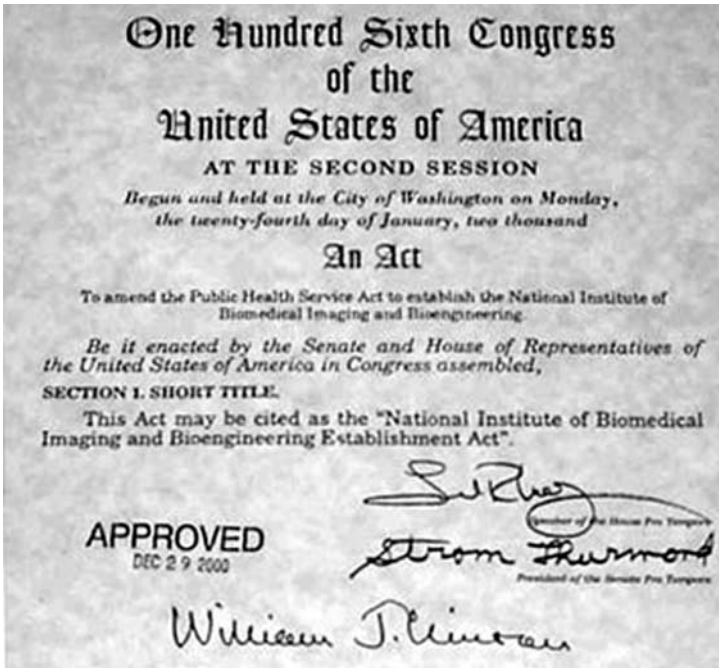 One Hundred Sixth Congress
of the
United States of America
AT THE SECOND SESSION
Begun and held at the City of Washington on Monday,
the twenty-fourth day of January, two thousand
An Act
To amend the Public Health Service Act to establish the National Institute of
Biomedical Imaging and Bioengineering.
Be it enacted by the Senate and House of Representatives of
the United States of America in Congress assembled,
SECTION 1. SHORT TITLE.
This Act may be cited as the "National Institute of Biomedical
Imaging and Bioengineering Establishment Act".
of the House Pro Tempore
APPROVED
DEC 29 2000
Strom Thurmond
President of the Senate Pro Tempore
William J. Clinton